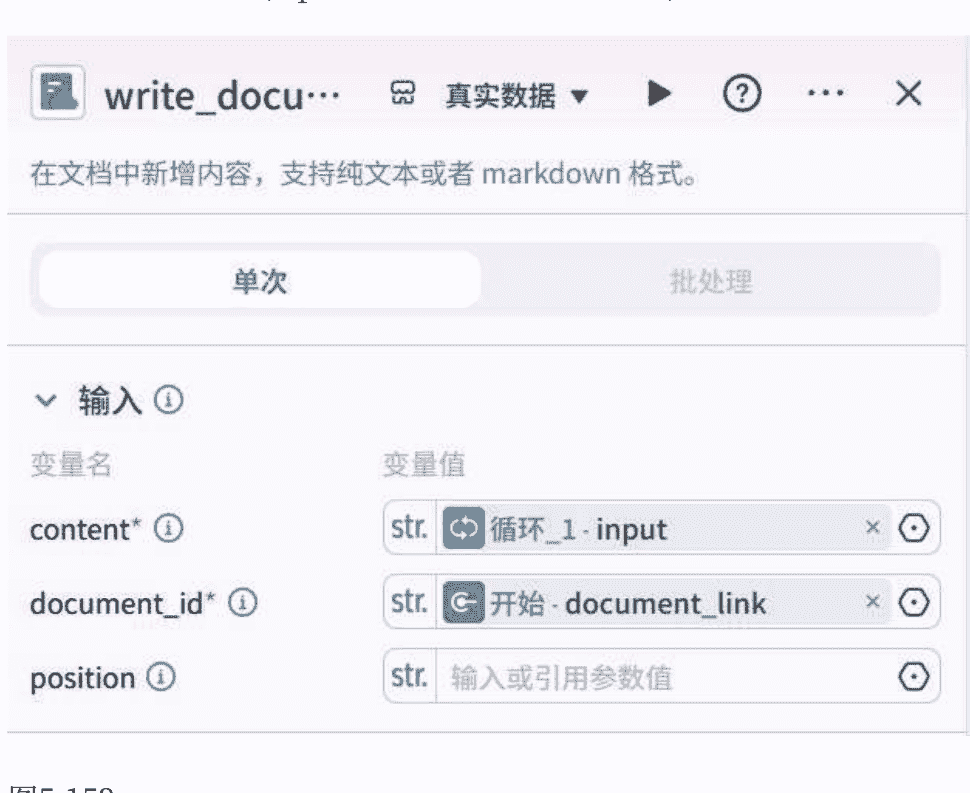 write_docu··· 真实数据
在文档中新增内容，支持纯文本或者 markdown 格式。
单次 批处理
输入
变量名 变量值
content* str. 循环_1 - input
document_id* str. 开始 - document_link
position str. 输入或引用参数值